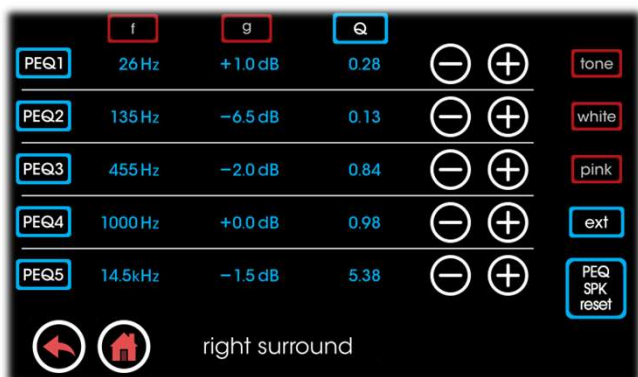 f g Q
PEQ1 26 Hz +1.0 dB 0.28 tone
PEQ2 135 Hz −6.5 dB 0.13 white
PEQ3 455 Hz −2.0 dB 0.84 pink
PEQ4 1000 Hz +0.0 dB 0.98 ext
PEQ5 14.5kHz −1.5 dB 5.38
PEQ
SPK
reset
right surround